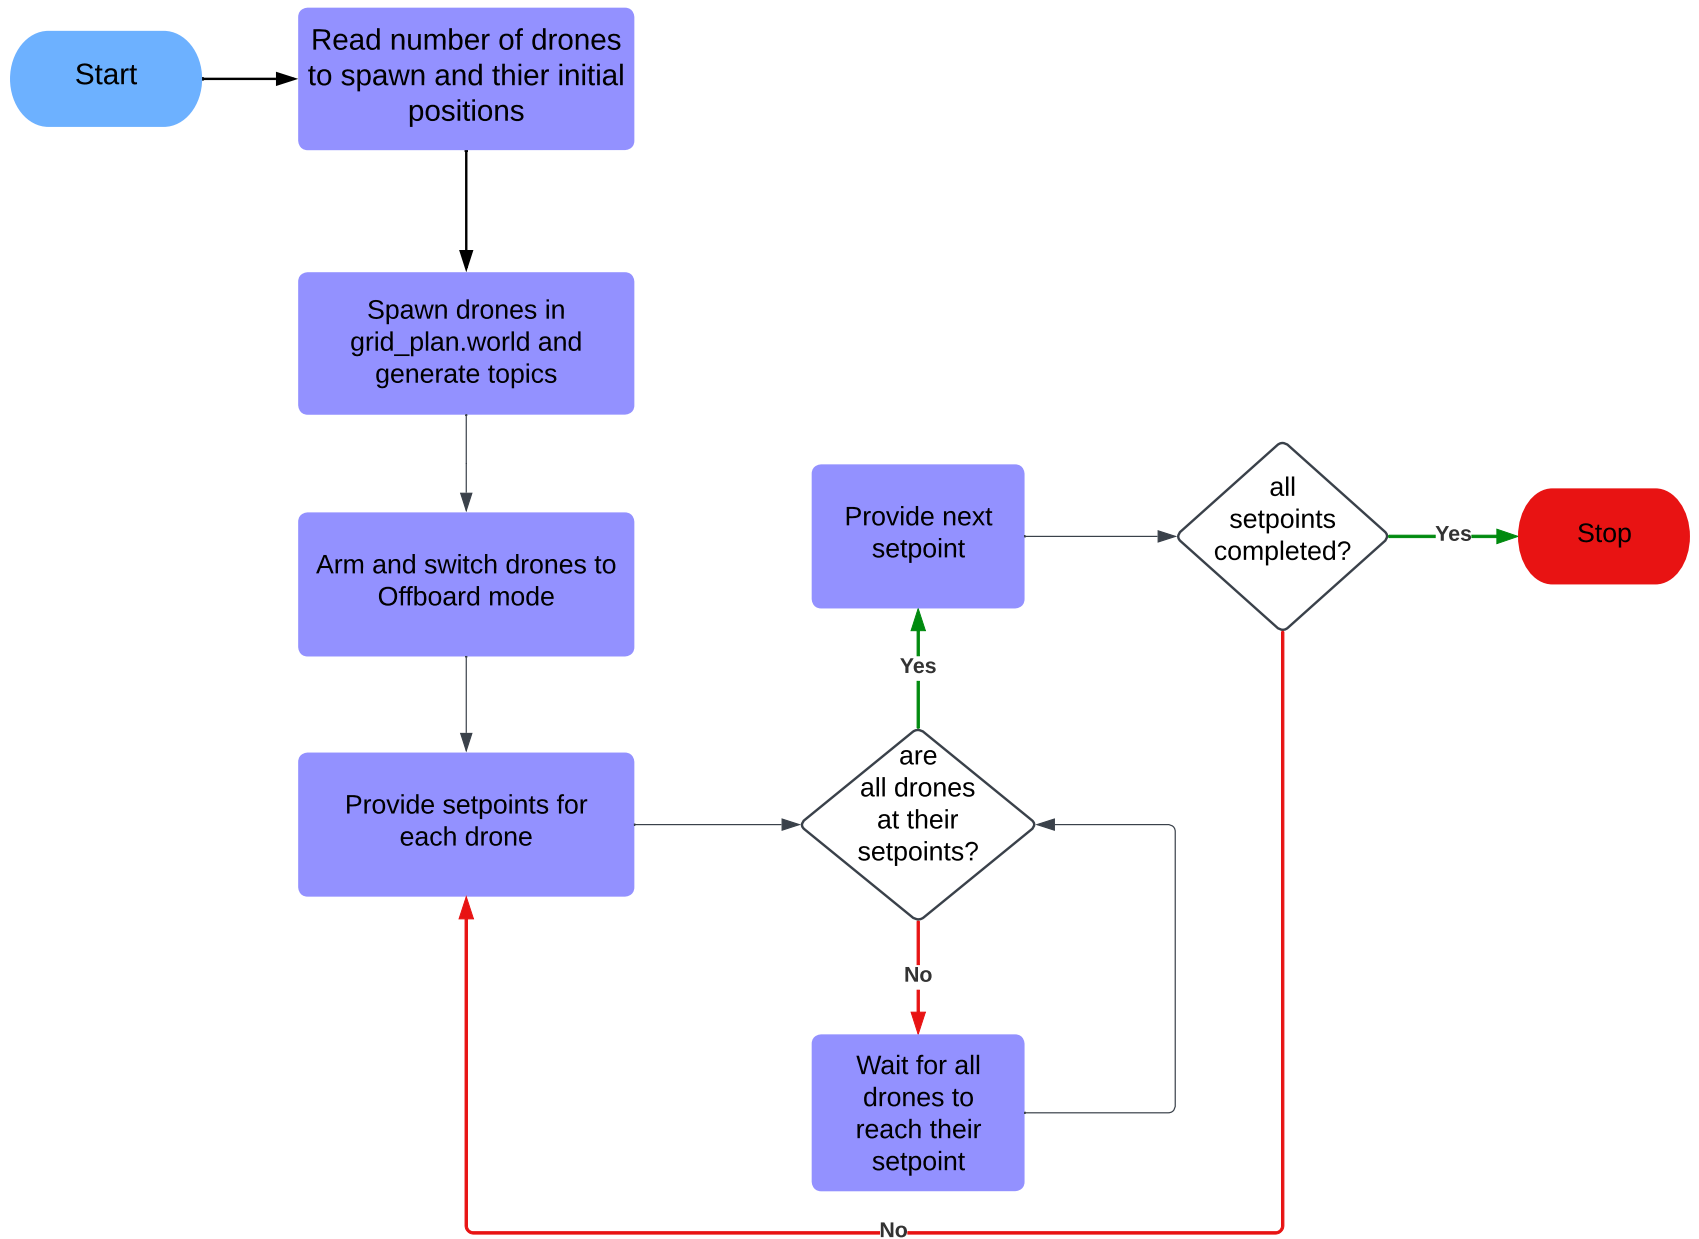 Start
Read number of drones
to spawn and thier initial
positions
Spawn drones in
grid_plan.world and
generate topics
Arm and switch drones to
Offboard mode
Provide setpoints for
each drone
are
all drones
at their
setpoints?
Yes
No
Wait for all
drones to
reach their
setpoint
Provide next
setpoint
all
setpoints
completed?
Yes
Stop
No